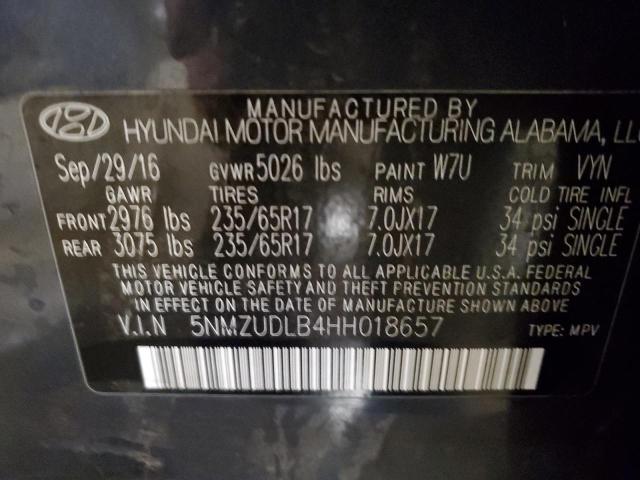 MANUFACTURED BY
HYUNDAI MOTOR MANUFACTURING ALABAMA, LLC
Sep/29/16 GVWR 5026 lbs PAINT W7U TRIM VYN
GAWR TIRES RIMS COLD TIRE INFL
FRONT 2976 lbs 235/65R17 7.0JX17 34 psi SINGLE
REAR 3075 lbs 235/65R17 7.0JX17 34 psi SINGLE
THIS VEHICLE CONFORMS TO ALL APPLICABLE U.S.A. FEDERAL
MOTOR VEHICLE SAFETY AND THEFT PREVENTION STANDARDS
IN EFFECT ON THE DATE OF MANUFACTURE SHOWN ABOVE.
V.I.N 5NMZUDLB4HH018657 TYPE: MPV